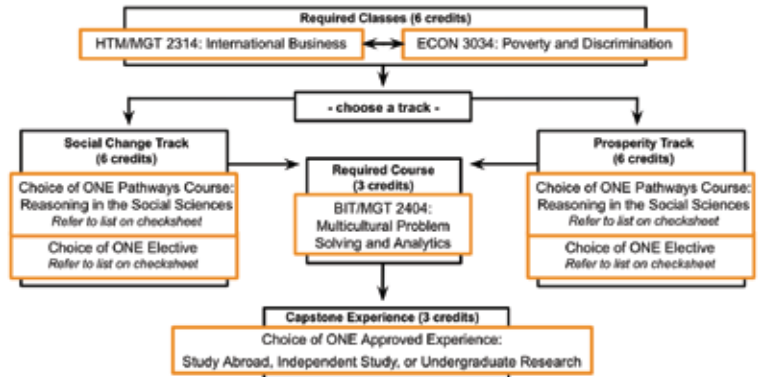 Required Classes (6 credits)
HTM/MGT 2314: International Business
ECON 3034: Poverty and Discrimination
- choose a track -
Social Change Track
(6 credits)
Choice of ONE Pathways Course:
Reasoning in the Social Sciences
Refer to list on checksheet
Choice of ONE Elective
Refer to list on checksheet
Required Course
(3 credits)
BIT/MGT 2404:
Multicultural Problem
Solving and Analytics
Prosperity Track
(6 credits)
Choice of ONE Pathways Course:
Reasoning in the Social Sciences
Refer to list on checksheet
Choice of ONE Elective
Refer to list on checksheet
Capstone Experience (3 credits)
Choice of ONE Approved Experience:
Study Abroad, Independent Study, or Undergraduate Research